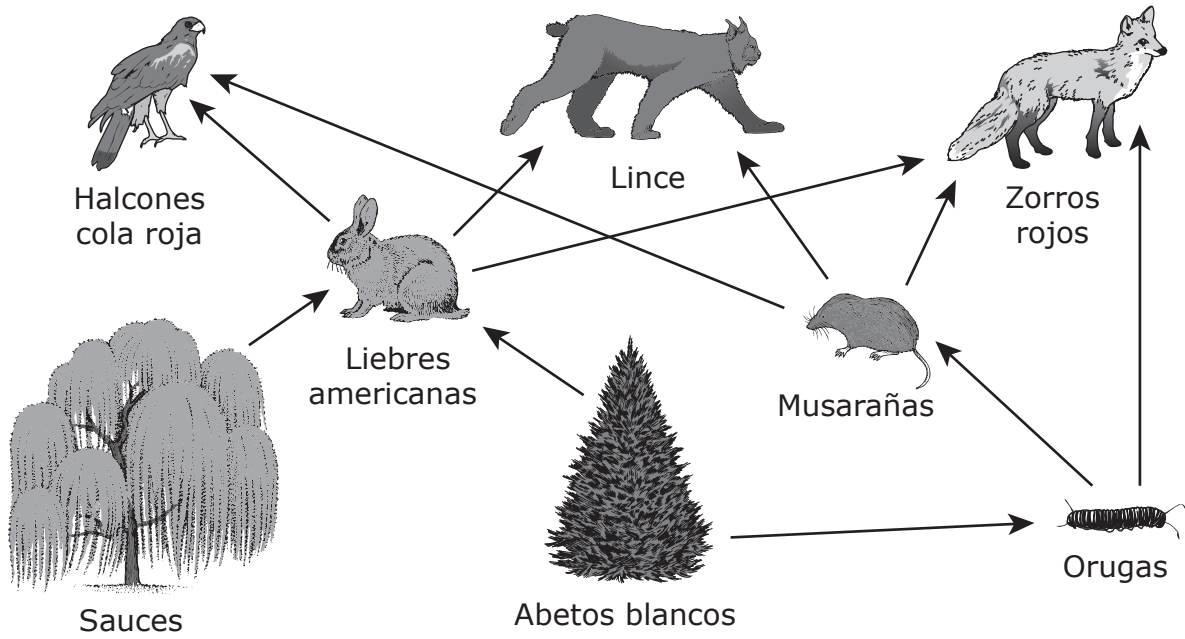 Halcones
cola roja
Lince
Zorros
rojos
Liebres
americanas
Musarañas
Sauces
Abetos blancos
Orugas